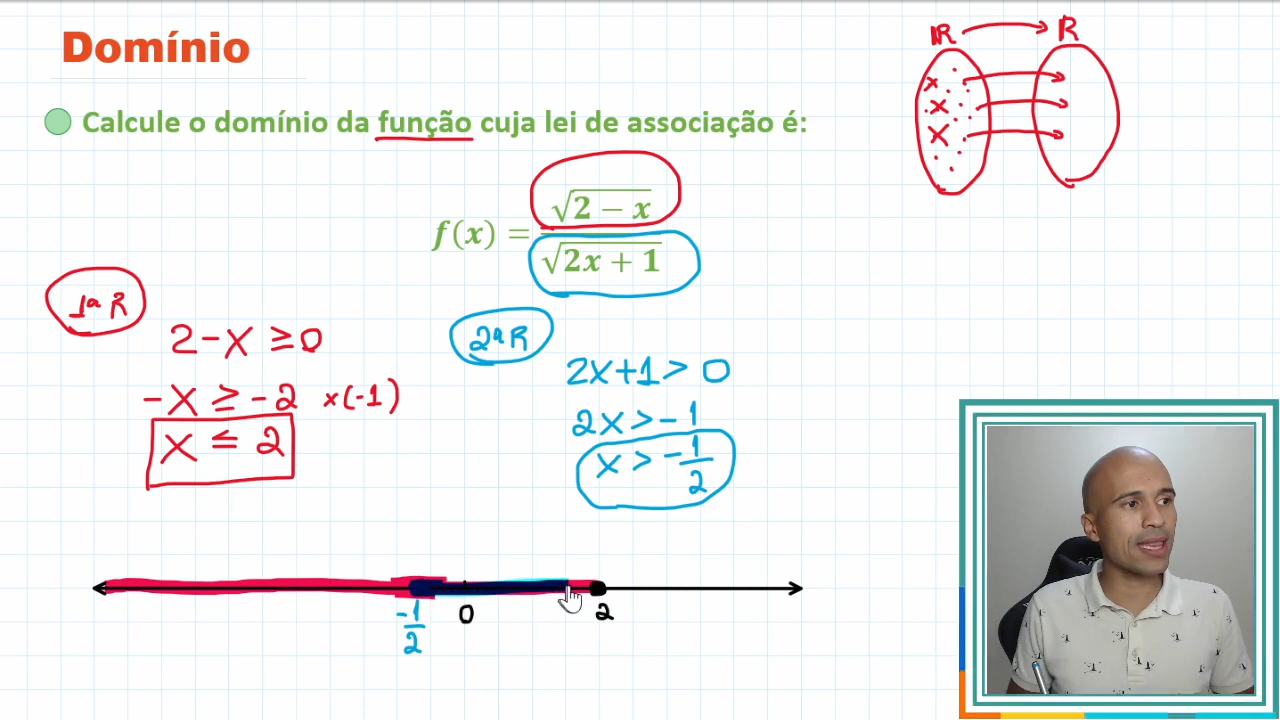 Domínio
Calcule o domínio da função cuja lei de associação é:
ℝ → R
f(x) = √(2 − x) / √(2x + 1)
1ª R
2 - x ≥ 0
-x ≥ -2 x(-1)
x ≤ 2
2ª R
2x+1 > 0
2x > -1
x > -1/2
-1/2 0 2